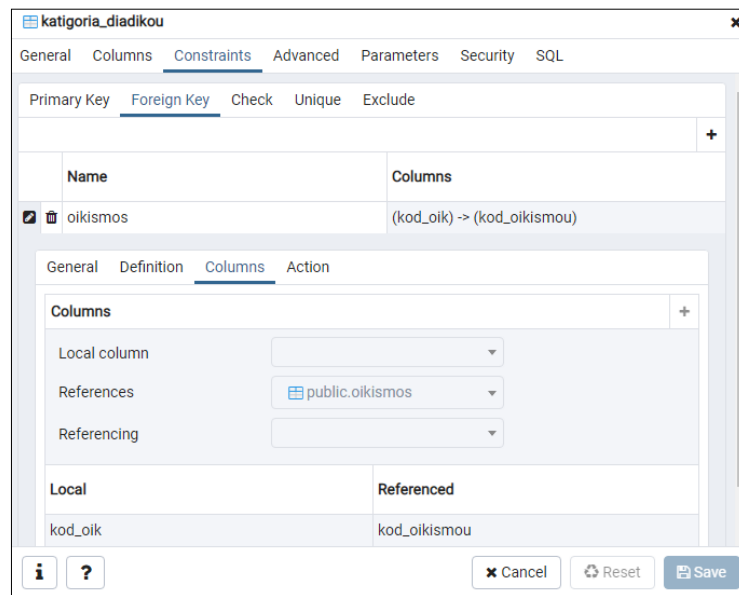 katigoria_diadikou
General Columns Constraints Advanced Parameters Security SQL
Primary Key Foreign Key Check Unique Exclude
+
Name Columns
oikismos (kod_oik) -> (kod_oikismou)
General Definition Columns Action
Columns +
Local column
References public.oikismos
Referencing
Local Referenced
kod_oik kod_oikismou
i ? Cancel Reset Save